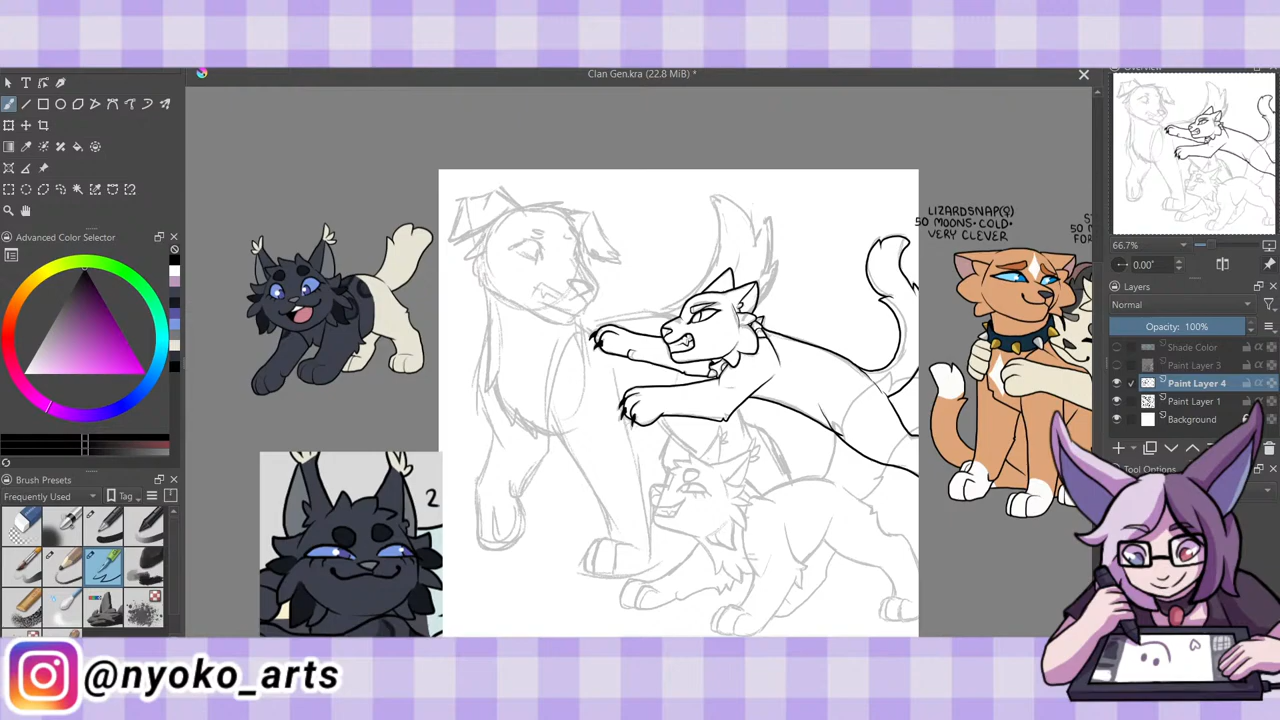 Clan Gen.kra (22.8 MiB) *
Advanced Color Selector
Brush Presets
Frequently Used
Tag
2
LIZARDSNAP(♀)
50 MOONS · COLD ·
VERY CLEVER
50 M
FOR
66.7%
0.00°
Layers
Normal
Opacity: 100%
Shade Color
Paint Layer 3
Paint Layer 4
Paint Layer 1
Background
Tool Options
@nyoko_arts